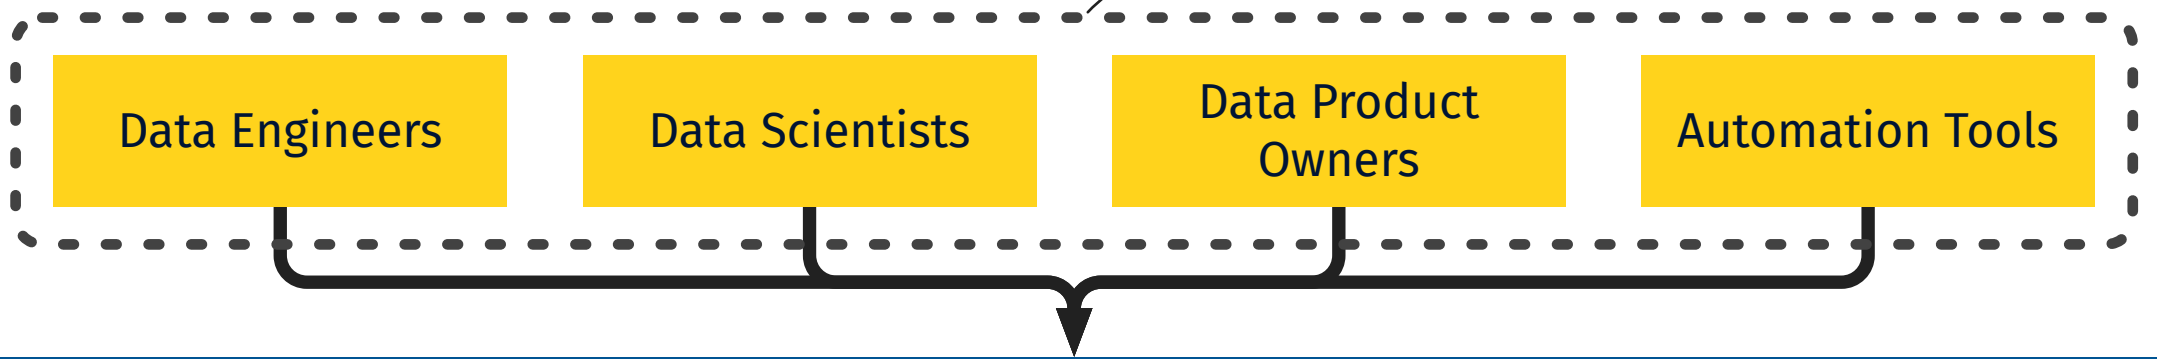 Data Engineers
Data Scientists
Data Product
Owners
Automation Tools